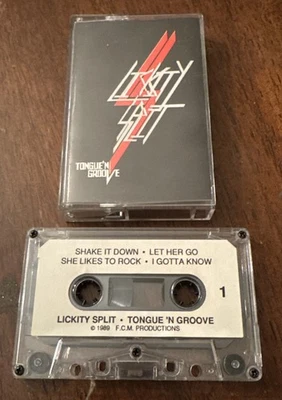 LICKITY
SPLIT
TONGUE 'N
GROOVE
SHAKE IT DOWN • LET HER GO
SHE LIKES TO ROCK • I GOTTA KNOW
1
LICKITY SPLIT • TONGUE 'N GROOVE
© 1989 F.C.M. PRODUCTIONS